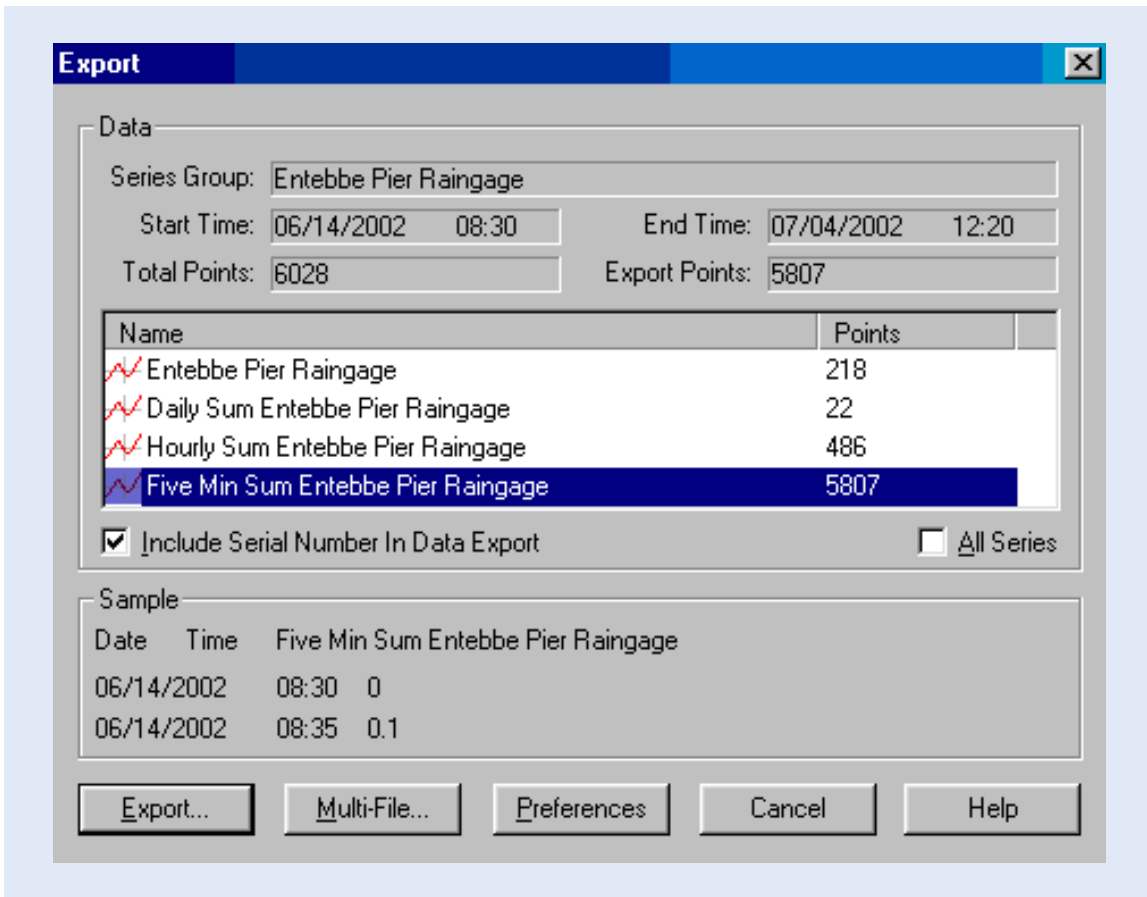 Export
Data
Series Group: Entebbe Pier Raingage
Start Time: 06/14/2002 08:30 End Time: 07/04/2002 12:20
Total Points: 6028 Export Points: 5807
Name Points
Entebbe Pier Raingage 218
Daily Sum Entebbe Pier Raingage 22
Hourly Sum Entebbe Pier Raingage 486
Five Min Sum Entebbe Pier Raingage 5807
Include Serial Number In Data Export All Series
Sample
Date Time Five Min Sum Entebbe Pier Raingage
06/14/2002 08:30 0
06/14/2002 08:35 0.1
Export... Multi-File... Preferences Cancel Help